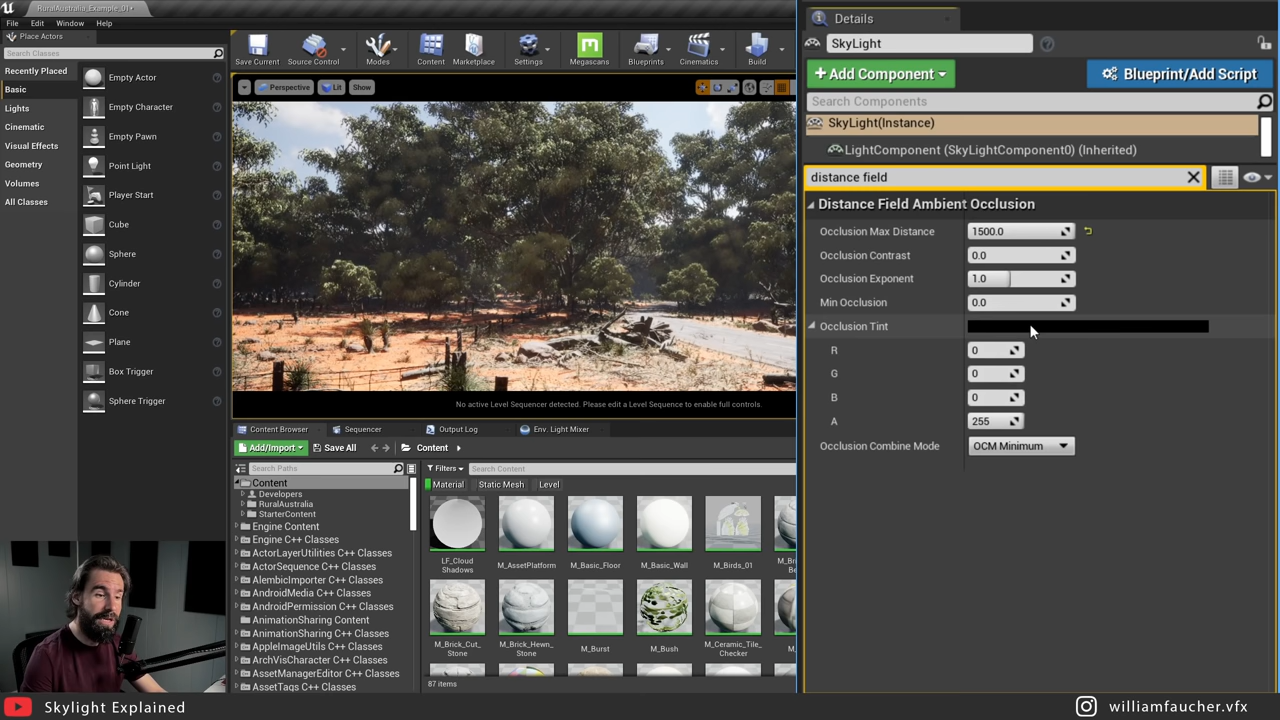 RuralAustralia_Example_01*
File Edit Window Help
Place Actors
Search Classes
Recently Placed
Basic
Lights
Cinematic
Visual Effects
Geometry
Volumes
All Classes
Empty Actor
Empty Character
Empty Pawn
Point Light
Player Start
Cube
Sphere
Cylinder
Cone
Plane
Box Trigger
Sphere Trigger
Save Current Source Control Modes Content Marketplace Settings Megascans Blueprints Cinematics Build
Perspective Lit Show
No active Level Sequencer detected. Please edit a Level Sequence to enable full controls.
Content Browser Sequencer Output Log Env. Light Mixer
Add/Import Save All Content
Search Paths
Filters Search Content
Material Static Mesh Level
Content
Developers
RuralAustralia
StarterContent
Engine Content
Engine C++ Classes
ActorLayerUtilities C++ Classes
ActorSequence C++ Classes
AlembicImporter C++ Classes
AndroidMedia C++ Classes
AndroidPermission C++ Classes
AnimationSharing Content
AnimationSharing C++ Classes
AppleImageUtils C++ Classes
ArchVisCharacter C++ Classes
AssetManagerEditor C++ Classes
AssetTags C++ Classes
LF_Cloud
Shadows
M_AssetPlatform
M_Basic_Floor
M_Basic_Wall
M_Birds_01
M_Brick_Cut_
Stone
M_Brick_Hewn_
Stone
M_Burst
M_Bush
M_Ceramic_Tile_
Checker
87 items
Details
SkyLight
Add Component Blueprint/Add Script
Search Components
SkyLight(Instance)
LightComponent (SkyLightComponent0) (Inherited)
distance field
Distance Field Ambient Occlusion
Occlusion Max Distance 1500.0
Occlusion Contrast 0.0
Occlusion Exponent 1.0
Min Occlusion 0.0
Occlusion Tint
R 0
G 0
B 0
A 255
Occlusion Combine Mode OCM Minimum
Skylight Explained
williamfaucher.vfx